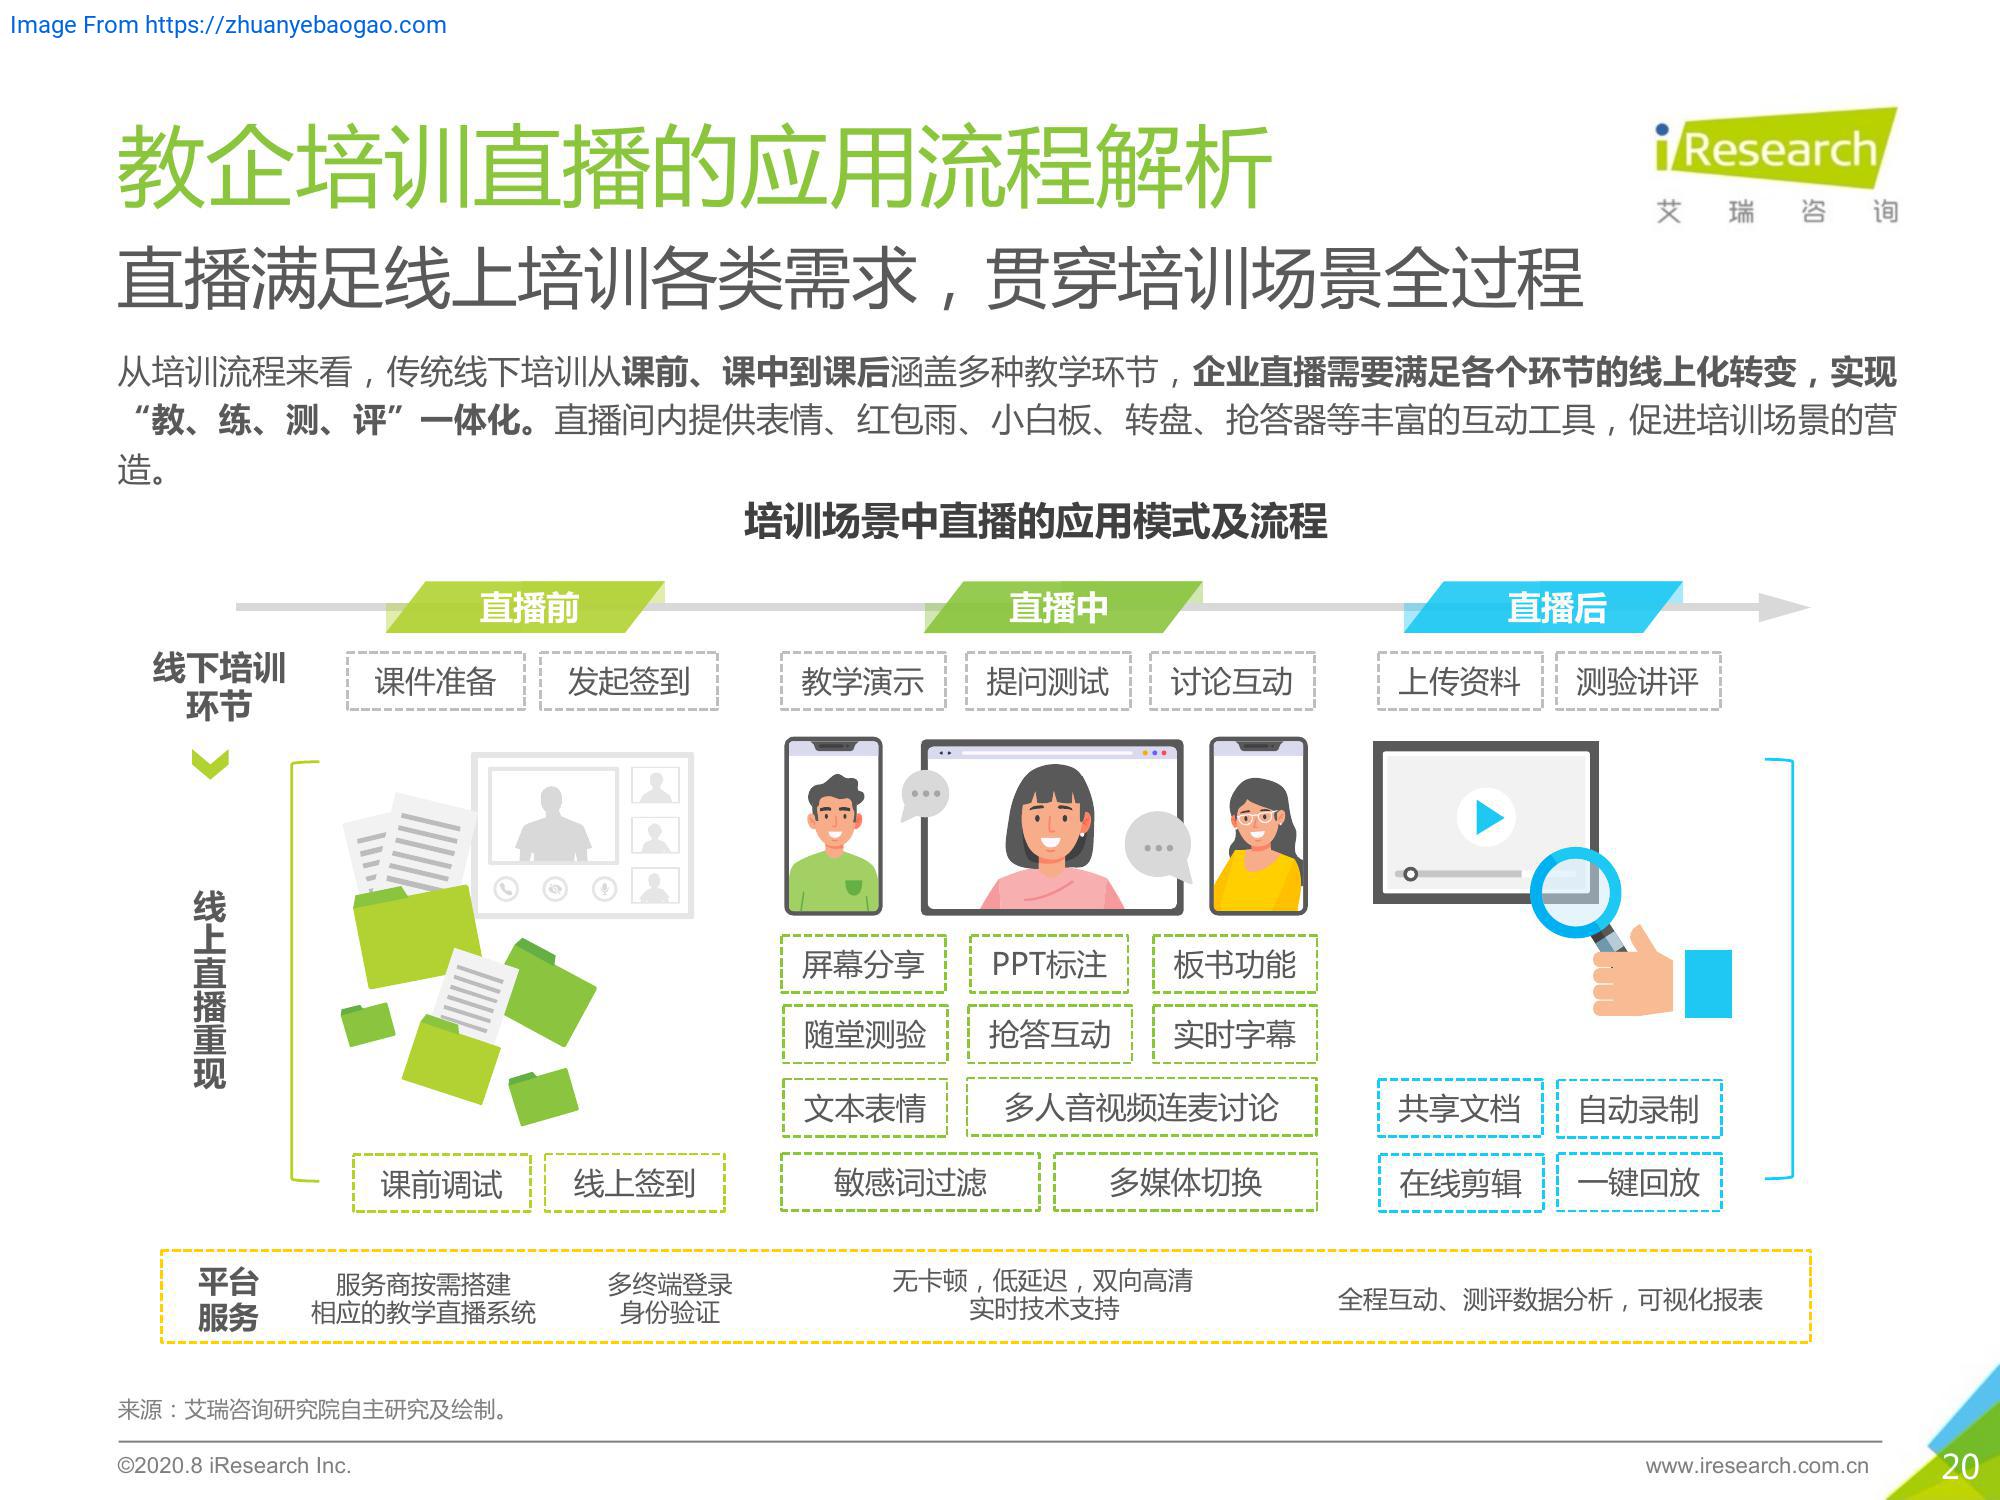 Image From https://zhuanyebaogao.com
教企培训直播的应用流程解析
iResearch
艾瑞咨询
直播满足线上培训各类需求，贯穿培训场景全过程
从培训流程来看，传统线下培训从课前、课中到课后涵盖多种教学环节，企业直播需要满足各个环节的线上化转变，实现
“教、练、测、评”一体化。直播间内提供表情、红包雨、小白板、转盘、抢答器等丰富的互动工具，促进培训场景的营
造。
培训场景中直播的应用模式及流程
直播前 直播中 直播后
线下培训
环节
课件准备 发起签到 教学演示 提问测试 讨论互动 上传资料 测验讲评
线上直播重现
屏幕分享 PPT标注 板书功能
随堂测验 抢答互动 实时字幕
文本表情 多人音视频连麦讨论 共享文档 自动录制
课前调试 线上签到 敏感词过滤 多媒体切换 在线剪辑 一键回放
平台
服务
服务商按需搭建
相应的教学直播系统
多终端登录
身份验证
无卡顿，低延迟，双向高清
实时技术支持
全程互动、测评数据分析，可视化报表
来源：艾瑞咨询研究院自主研究及绘制。
©2020.8 iResearch Inc.
www.iresearch.com.cn
20